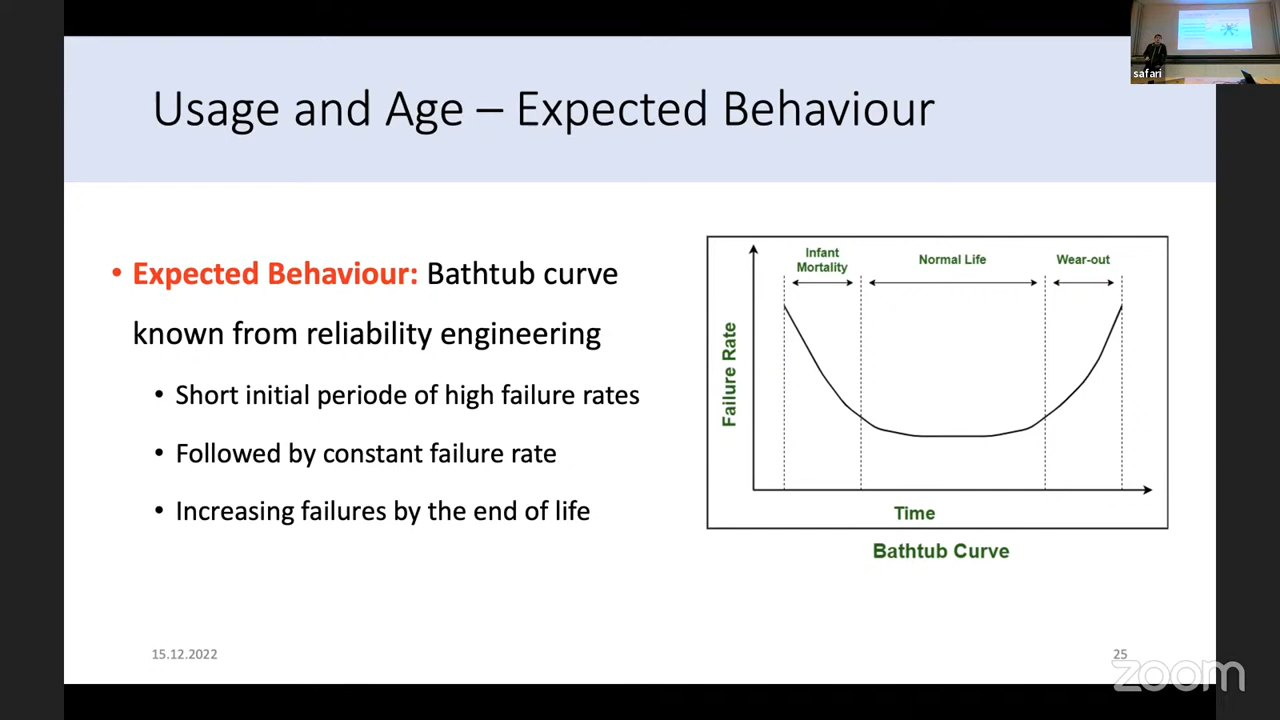 safari
Usage and Age – Expected Behaviour
• Expected Behaviour: Bathtub curve
known from reliability engineering
• Short initial periode of high failure rates
• Followed by constant failure rate
• Increasing failures by the end of life
Infant
Mortality
Normal Life
Wear-out
Failure Rate
Time
Bathtub Curve
15.12.2022
25
zoom